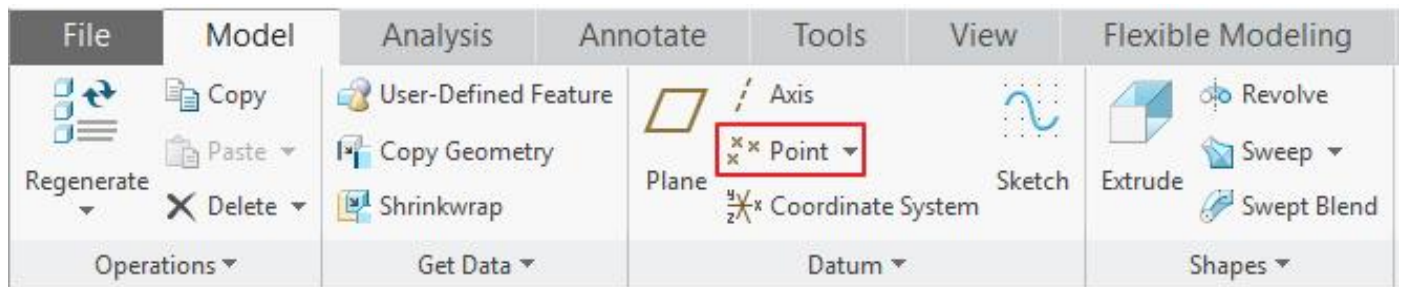 File Model Analysis Annotate Tools View Flexible Modeling
Regenerate
Copy
Paste
Delete
Operations
User-Defined Feature
Copy Geometry
Shrinkwrap
Get Data
Plane
Axis
Point
Coordinate System
Sketch
Datum
Extrude
Revolve
Sweep
Swept Blend
Shapes